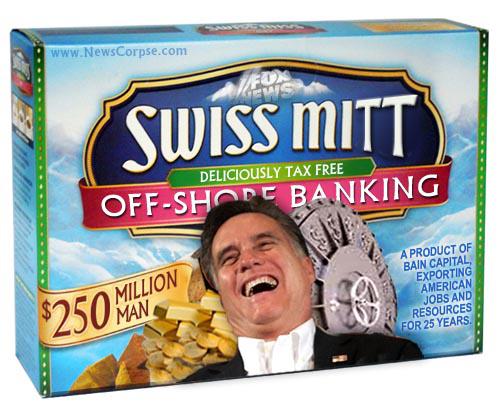 www.NewsCorpse.com
FOX
NEWS
SWISS MITT
DELICIOUSLY TAX FREE
OFF-SHORE BANKING
A PRODUCT OF
BAIN CAPITAL,
EXPORTING
AMERICAN
JOBS AND
RESOURCES
FOR 25 YEARS.
$250 MILLION
MAN